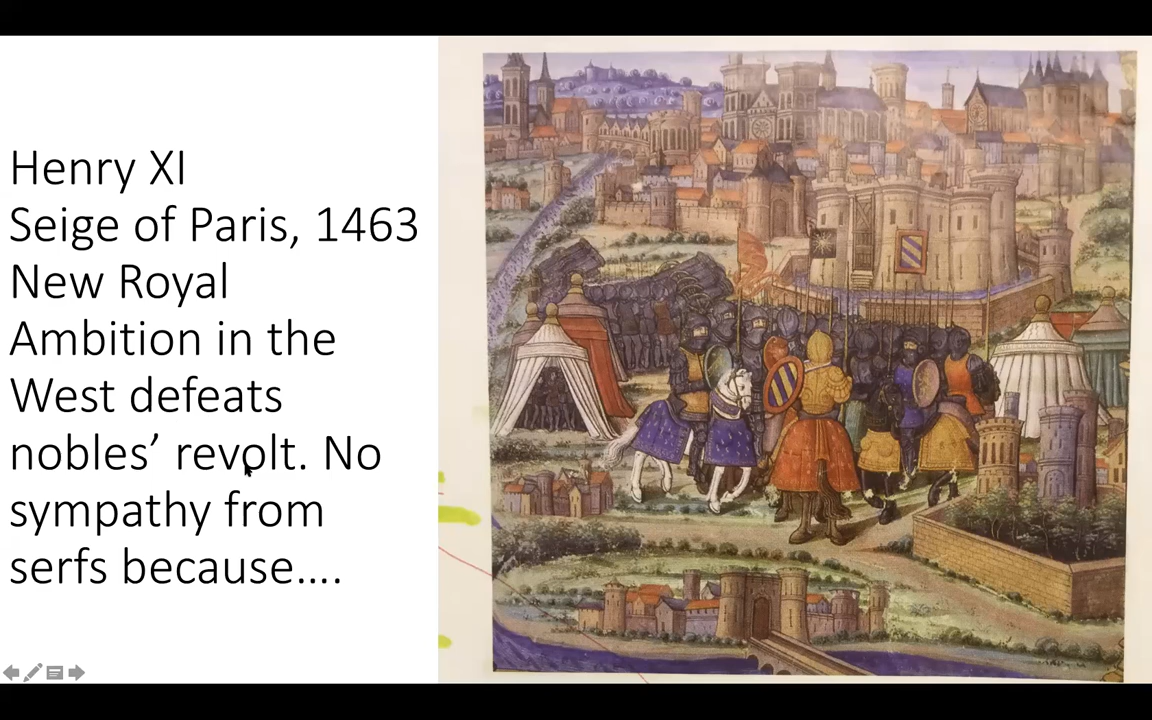 Henry XI
Seige of Paris, 1463
New Royal
Ambition in the
West defeats
nobles’ revolt. No
sympathy from
serfs because….